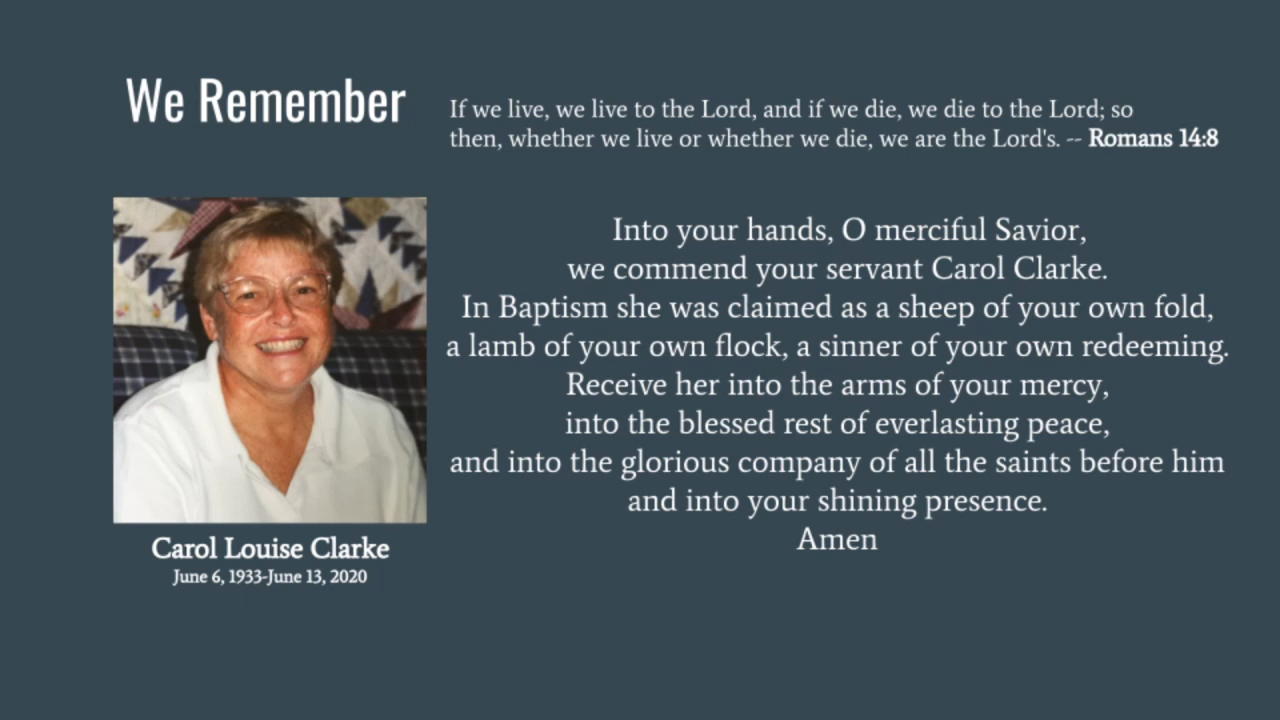 We Remember
If we live, we live to the Lord, and if we die, we die to the Lord; so
then, whether we live or whether we die, we are the Lord's. -- Romans 14:8
Into your hands, O merciful Savior,
we commend your servant Carol Clarke.
In Baptism she was claimed as a sheep of your own fold,
a lamb of your own flock, a sinner of your own redeeming.
Receive her into the arms of your mercy,
into the blessed rest of everlasting peace,
and into the glorious company of all the saints before him
and into your shining presence.
Amen
Carol Louise Clarke
June 6, 1933-June 13, 2020